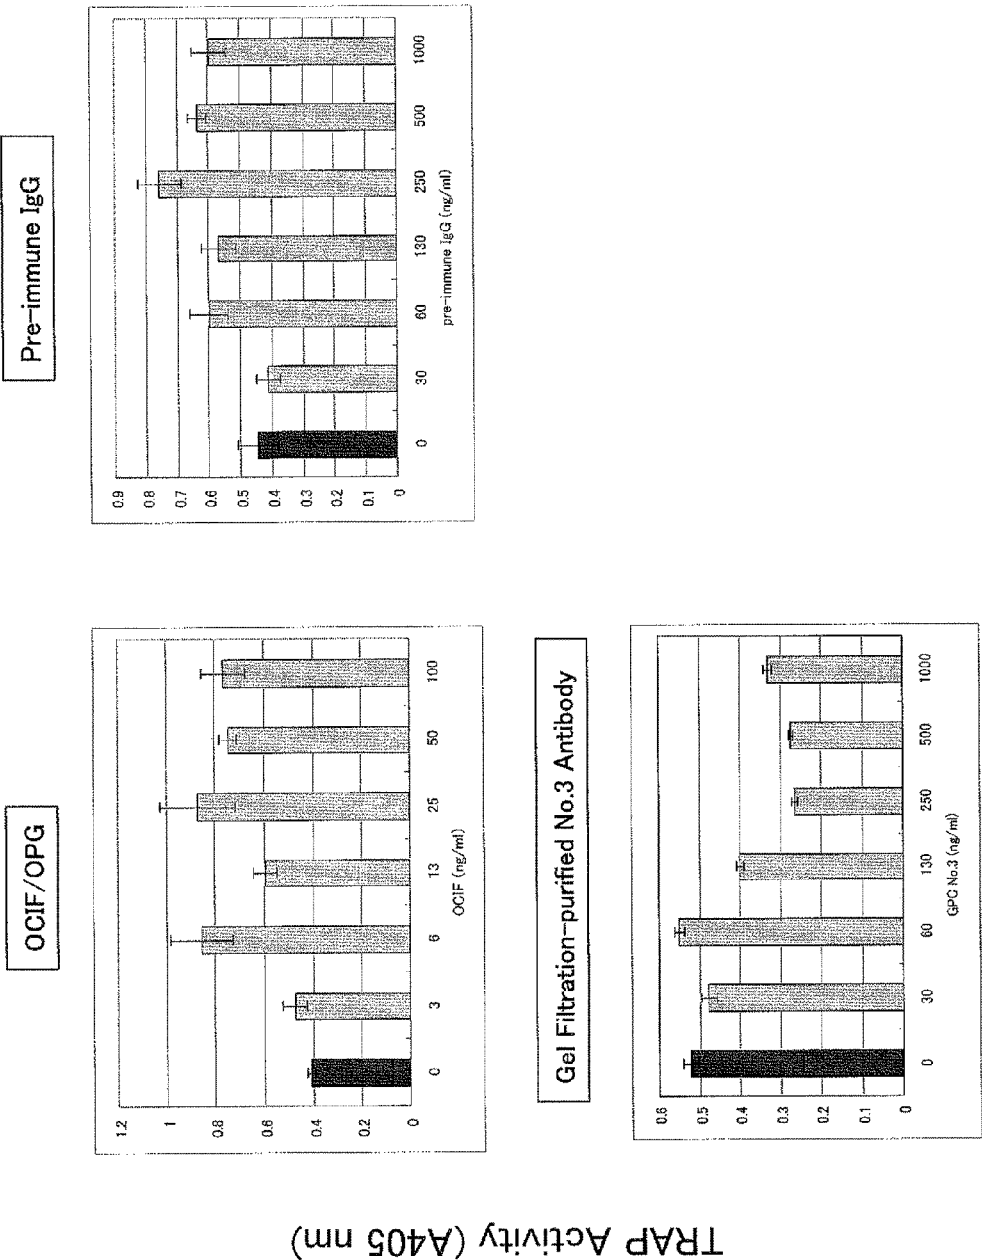 TRAP Activity (A405 nm)
OCIF/OPG
1.2
1
0.8
0.6
0.4
0.2
0
0 3 6 13 25 50 100
OCIF (ng/ml)
Pre-immune IgG
0.9
0.8
0.7
0.6
0.5
0.4
0.3
0.2
0.1
0
0 30 60 130 250 500 1000
pre-immune IgG (ng/ml)
Gel Filtration-purified No.3 Antibody
0.6
0.5
0.4
0.3
0.2
0.1
0
0 30 60 130 250 500 1000
GPC No.3 (ng/ml)